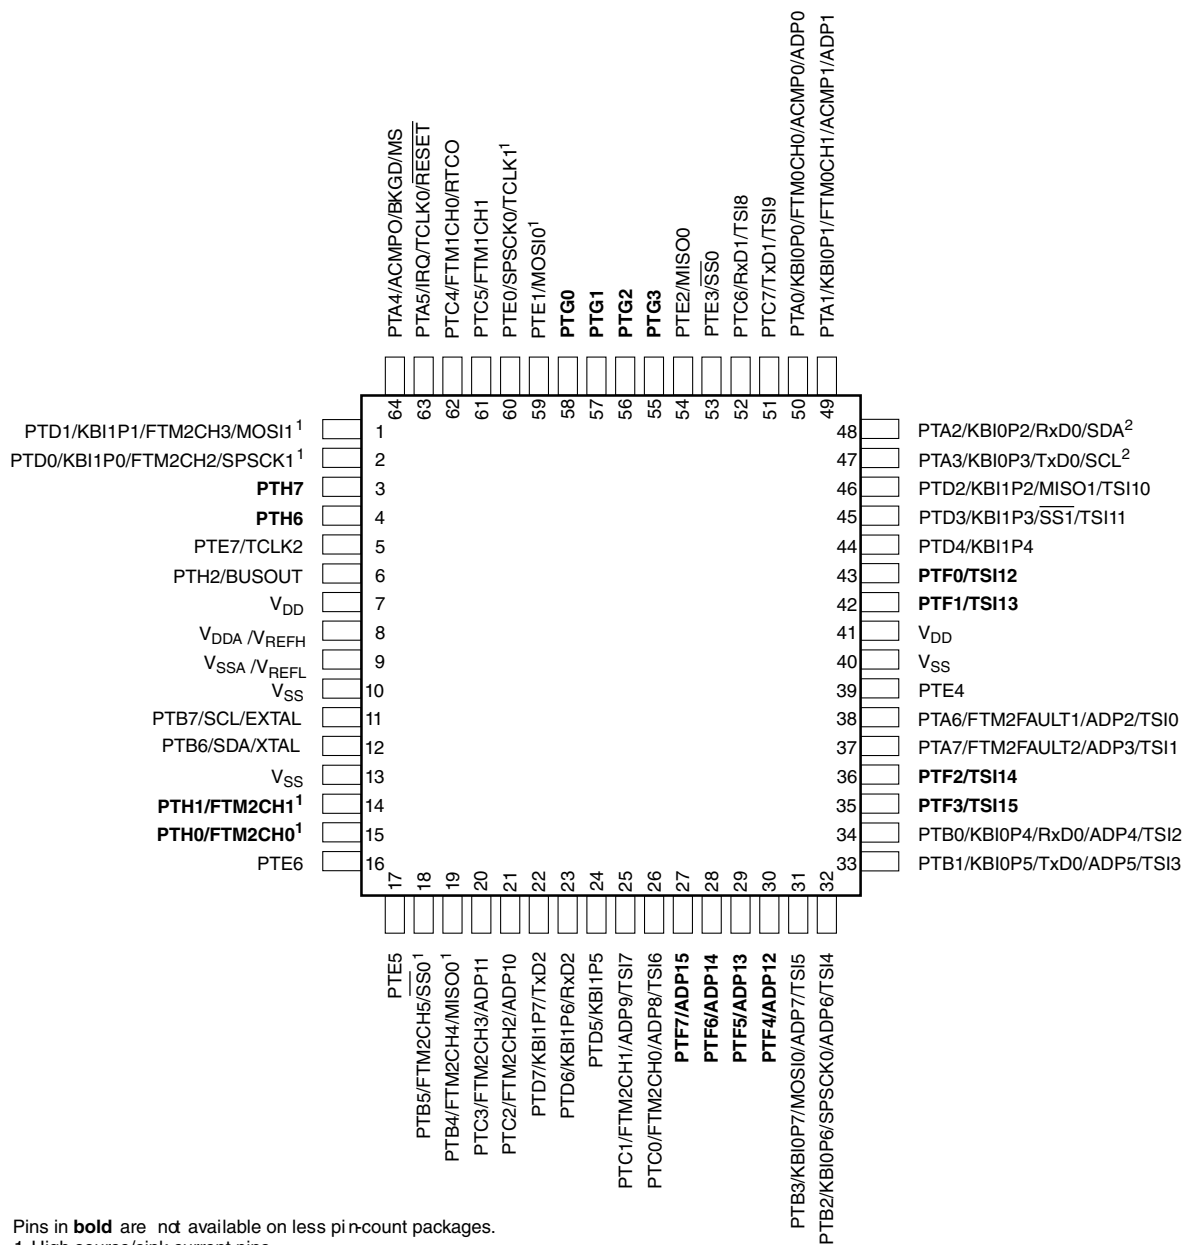 PTA4/ACMPO/BKGD/MS
PTA5/IRQ/TCLK0/RESET
PTC4/FTM1CH0/RTCO
PTC5/FTM1CH1
PTE0/SPSCK0/TCLK1¹
PTE1/MOSI0¹
PTG0
PTG1
PTG2
PTG3
PTE2/MISO0
PTE3/SS0
PTC6/RxD1/TSI8
PTC7/TxD1/TSI9
PTA0/KBI0P0/FTM0CH0/ACMP0/ADP0
PTA1/KBI0P1/FTM0CH1/ACMP1/ADP1
64 63 62 61 60 59 58 57 56 55 54 53 52 51 50 49
PTD1/KBI1P1/FTM2CH3/MOSI1¹ 1
PTD0/KBI1P0/FTM2CH2/SPSCK1¹ 2
PTH7 3
PTH6 4
PTE7/TCLK2 5
PTH2/BUSOUT 6
VDD 7
VDDA /VREFH 8
VSSA /VREFL 9
VSS 10
PTB7/SCL/EXTAL 11
PTB6/SDA/XTAL 12
VSS 13
PTH1/FTM2CH1¹ 14
PTH0/FTM2CH0¹ 15
PTE6 16
48 PTA2/KBI0P2/RxD0/SDA²
47 PTA3/KBI0P3/TxD0/SCL²
46 PTD2/KBI1P2/MISO1/TSI10
45 PTD3/KBI1P3/SS1/TSI11
44 PTD4/KBI1P4
43 PTF0/TSI12
42 PTF1/TSI13
41 VDD
40 VSS
39 PTE4
38 PTA6/FTM2FAULT1/ADP2/TSI0
37 PTA7/FTM2FAULT2/ADP3/TSI1
36 PTF2/TSI14
35 PTF3/TSI15
34 PTB0/KBI0P4/RxD0/ADP4/TSI2
33 PTB1/KBI0P5/TxD0/ADP5/TSI3
17 18 19 20 21 22 23 24 25 26 27 28 29 30 31 32
PTE5
PTB5/FTM2CH5/SS0¹
PTB4/FTM2CH4/MISO0¹
PTC3/FTM2CH3/ADP11
PTC2/FTM2CH2/ADP10
PTD7/KBI1P7/TxD2
PTD6/KBI1P6/RxD2
PTD5/KBI1P5
PTC1/FTM2CH1/ADP9/TSI7
PTC0/FTM2CH0/ADP8/TSI6
PTF7/ADP15
PTF6/ADP14
PTF5/ADP13
PTF4/ADP12
PTB3/KBI0P7/MOSI0/ADP7/TSI5
PTB2/KBI0P6/SPSCK0/ADP6/TSI4
Pins in bold are not available on less pin-count packages.